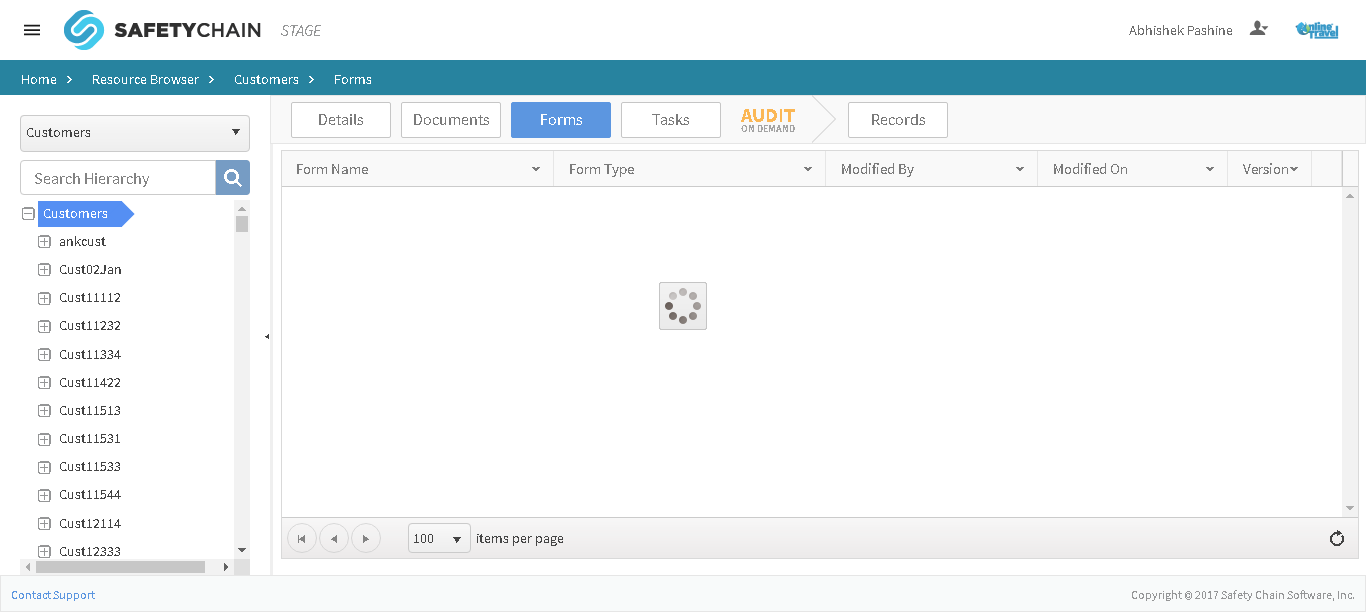 SAFETYCHAIN STAGE
Abhishek Pashine
Online Travel
Home Resource Browser Customers Forms
Customers
Search Hierarchy
Customers
ankcust
Cust02Jan
Cust11112
Cust11232
Cust11334
Cust11422
Cust11513
Cust11531
Cust11533
Cust11544
Cust12114
Cust12333
Details Documents Forms Tasks AUDIT ON DEMAND Records
Form Name Form Type Modified By Modified On Version
100 items per page
Contact Support
Copyright © 2017 Safety Chain Software, Inc.